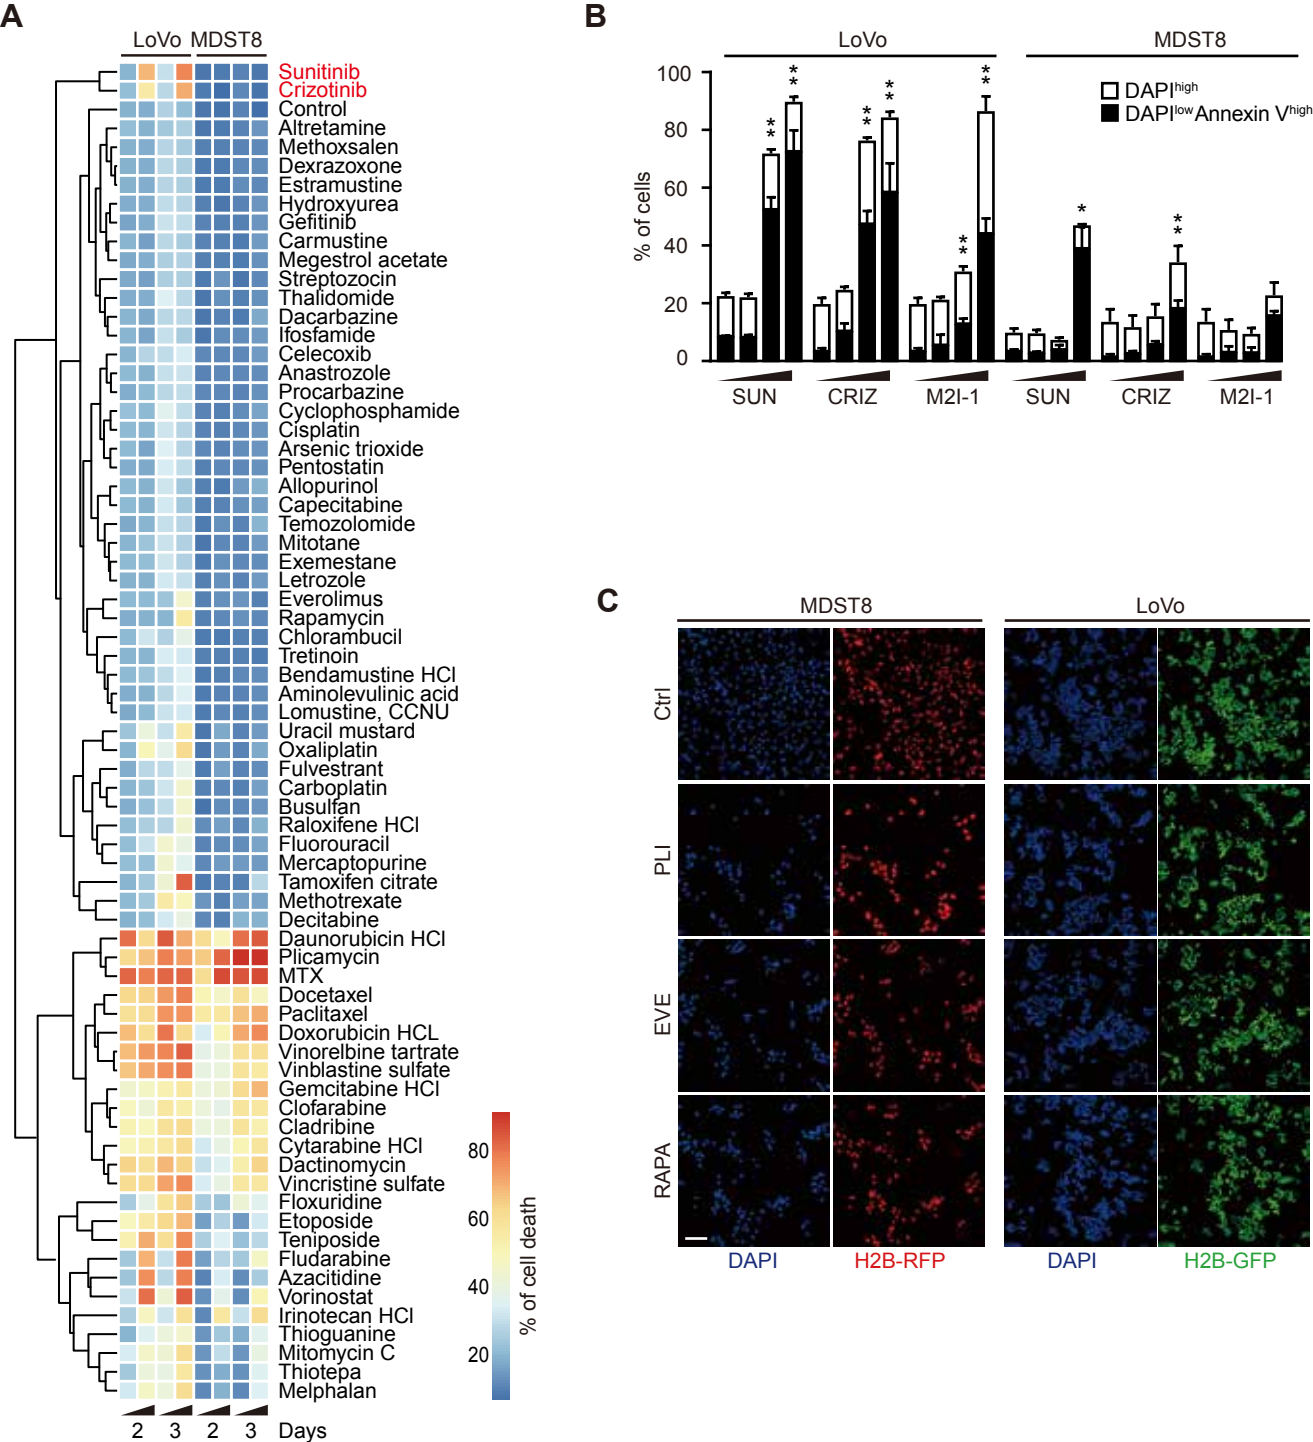 A
LoVo MDST8
Sunitinib
Crizotinib
Control
Altretamine
Methoxsalen
Dexrazoxone
Estramustine
Hydroxyurea
Gefitinib
Carmustine
Megestrol acetate
Streptozocin
Thalidomide
Dacarbazine
Ifosfamide
Celecoxib
Anastrozole
Procarbazine
Cyclophosphamide
Cisplatin
Arsenic trioxide
Pentostatin
Allopurinol
Capecitabine
Temozolomide
Mitotane
Exemestane
Letrozole
Everolimus
Rapamycin
Chlorambucil
Tretinoin
Bendamustine HCl
Aminolevulinic acid
Lomustine, CCNU
Uracil mustard
Oxaliplatin
Fulvestrant
Carboplatin
Busulfan
Raloxifene HCl
Fluorouracil
Mercaptopurine
Tamoxifen citrate
Methotrexate
Decitabine
Daunorubicin HCl
Plicamycin
MTX
Docetaxel
Paclitaxel
Doxorubicin HCL
Vinorelbine tartrate
Vinblastine sulfate
Gemcitabine HCl
Clofarabine
Cladribine
Cytarabine HCl
Dactinomycin
Vincristine sulfate
Floxuridine
Etoposide
Teniposide
Fludarabine
Azacitidine
Vorinostat
Irinotecan HCl
Thioguanine
Mitomycin C
Thiotepa
Melphalan
2 3 2 3 Days
80
60
40
20
% of cell death
B
LoVo MDST8
% of cells
100
80
60
40
20
0
** ** ** ** ** ** * **
DAPIhigh
DAPIlow Annexin Vhigh
SUN CRIZ M2I-1 SUN CRIZ M2I-1
C
MDST8 LoVo
Ctrl
PLI
EVE
RAPA
DAPI H2B-RFP DAPI H2B-GFP